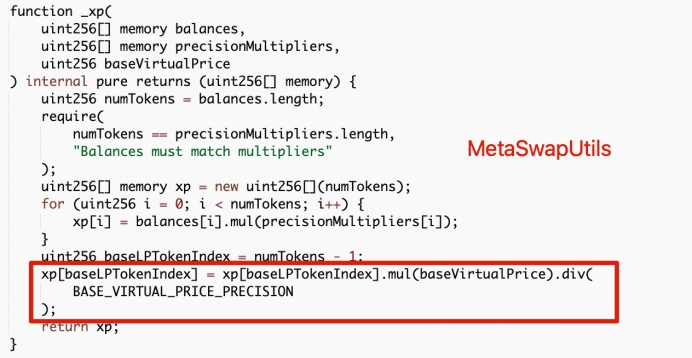 function _xp(
    uint256[] memory balances,
    uint256[] memory precisionMultipliers,
    uint256 baseVirtualPrice
) internal pure returns (uint256[] memory) {
    uint256 numTokens = balances.length;
    require(
        numTokens == precisionMultipliers.length,
        "Balances must match multipliers"
    );
    uint256[] memory xp = new uint256[](numTokens);
    for (uint256 i = 0; i < numTokens; i++) {
        xp[i] = balances[i].mul(precisionMultipliers[i]);
    }
    uint256 baseLPTokenIndex = numTokens - 1;
    xp[baseLPTokenIndex] = xp[baseLPTokenIndex].mul(baseVirtualPrice).div(
        BASE_VIRTUAL_PRICE_PRECISION
    );
    return xp;
}
MetaSwapUtils